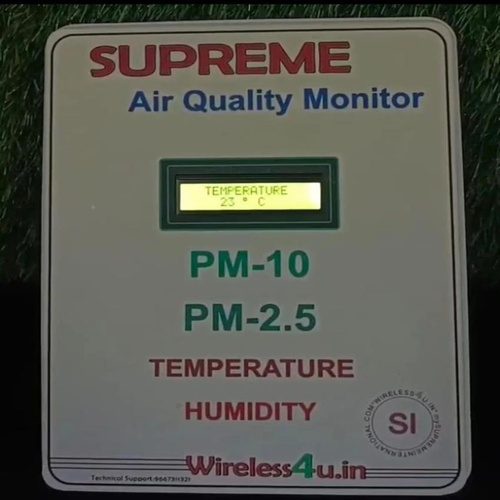 SUPREME
Air Quality Monitor
TEMPERATURE
23 ° C
PM-10
PM-2.5
TEMPERATURE
HUMIDITY
SI
Wireless4u.in